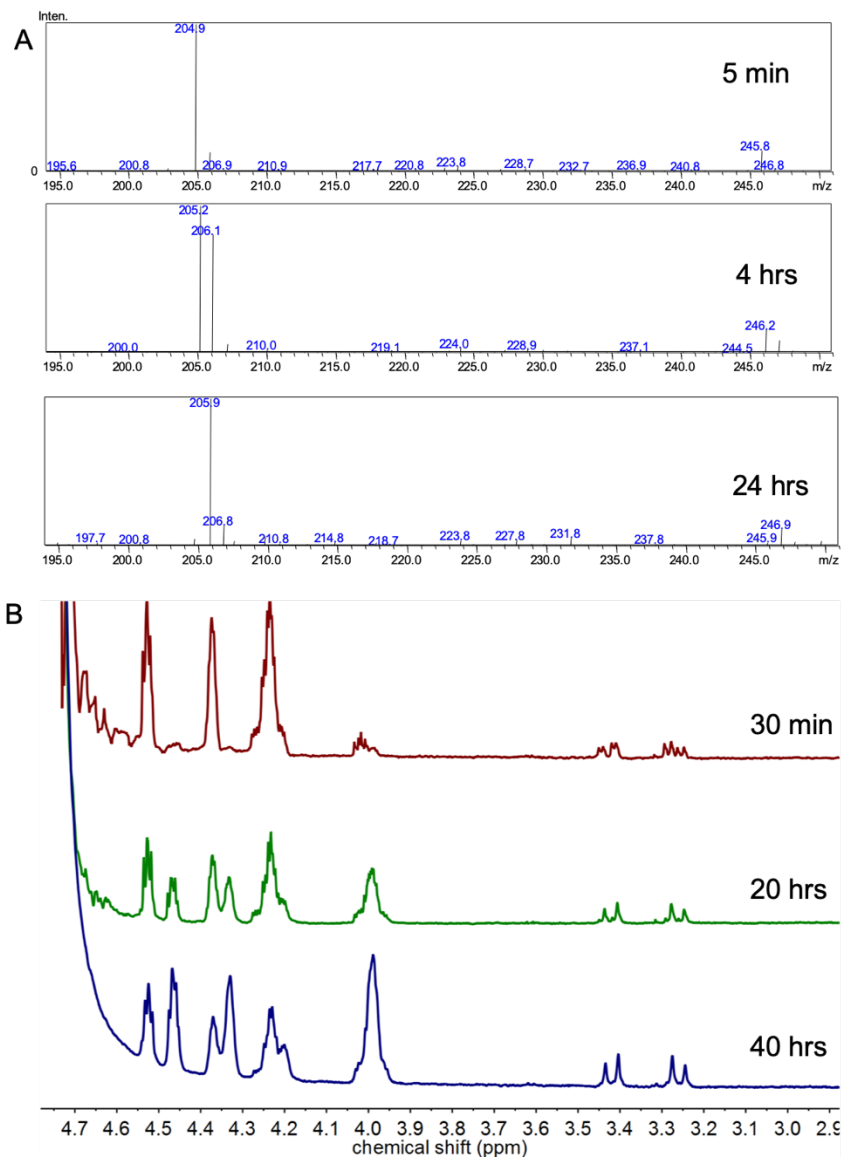 Inten.
A
204.9
5 min
245.8
195.6 200.8 206.9 210.9 217.7 220.8 223.8 228.7 232.7 236.9 240.8 246.8
0
195.0 200.0 205.0 210.0 215.0 220.0 225.0 230.0 235.0 240.0 245.0 m/z
205.2
206.1
4 hrs
246.2
200.0 210.0 219.1 224.0 228.9 237.1 244.5
195.0 200.0 205.0 210.0 215.0 220.0 225.0 230.0 235.0 240.0 245.0 m/z
205.9
24 hrs
206.8 246.9
197.7 200.8 210.8 214.8 218.7 223.8 227.8 231.8 237.8 245.9
195.0 200.0 205.0 210.0 215.0 220.0 225.0 230.0 235.0 240.0 245.0 m/z
B
30 min
20 hrs
40 hrs
4.7 4.6 4.5 4.4 4.3 4.2 4.1 4.0 3.9 3.8 3.7 3.6 3.5 3.4 3.3 3.2 3.1 3.0 2.9
chemical shift (ppm)